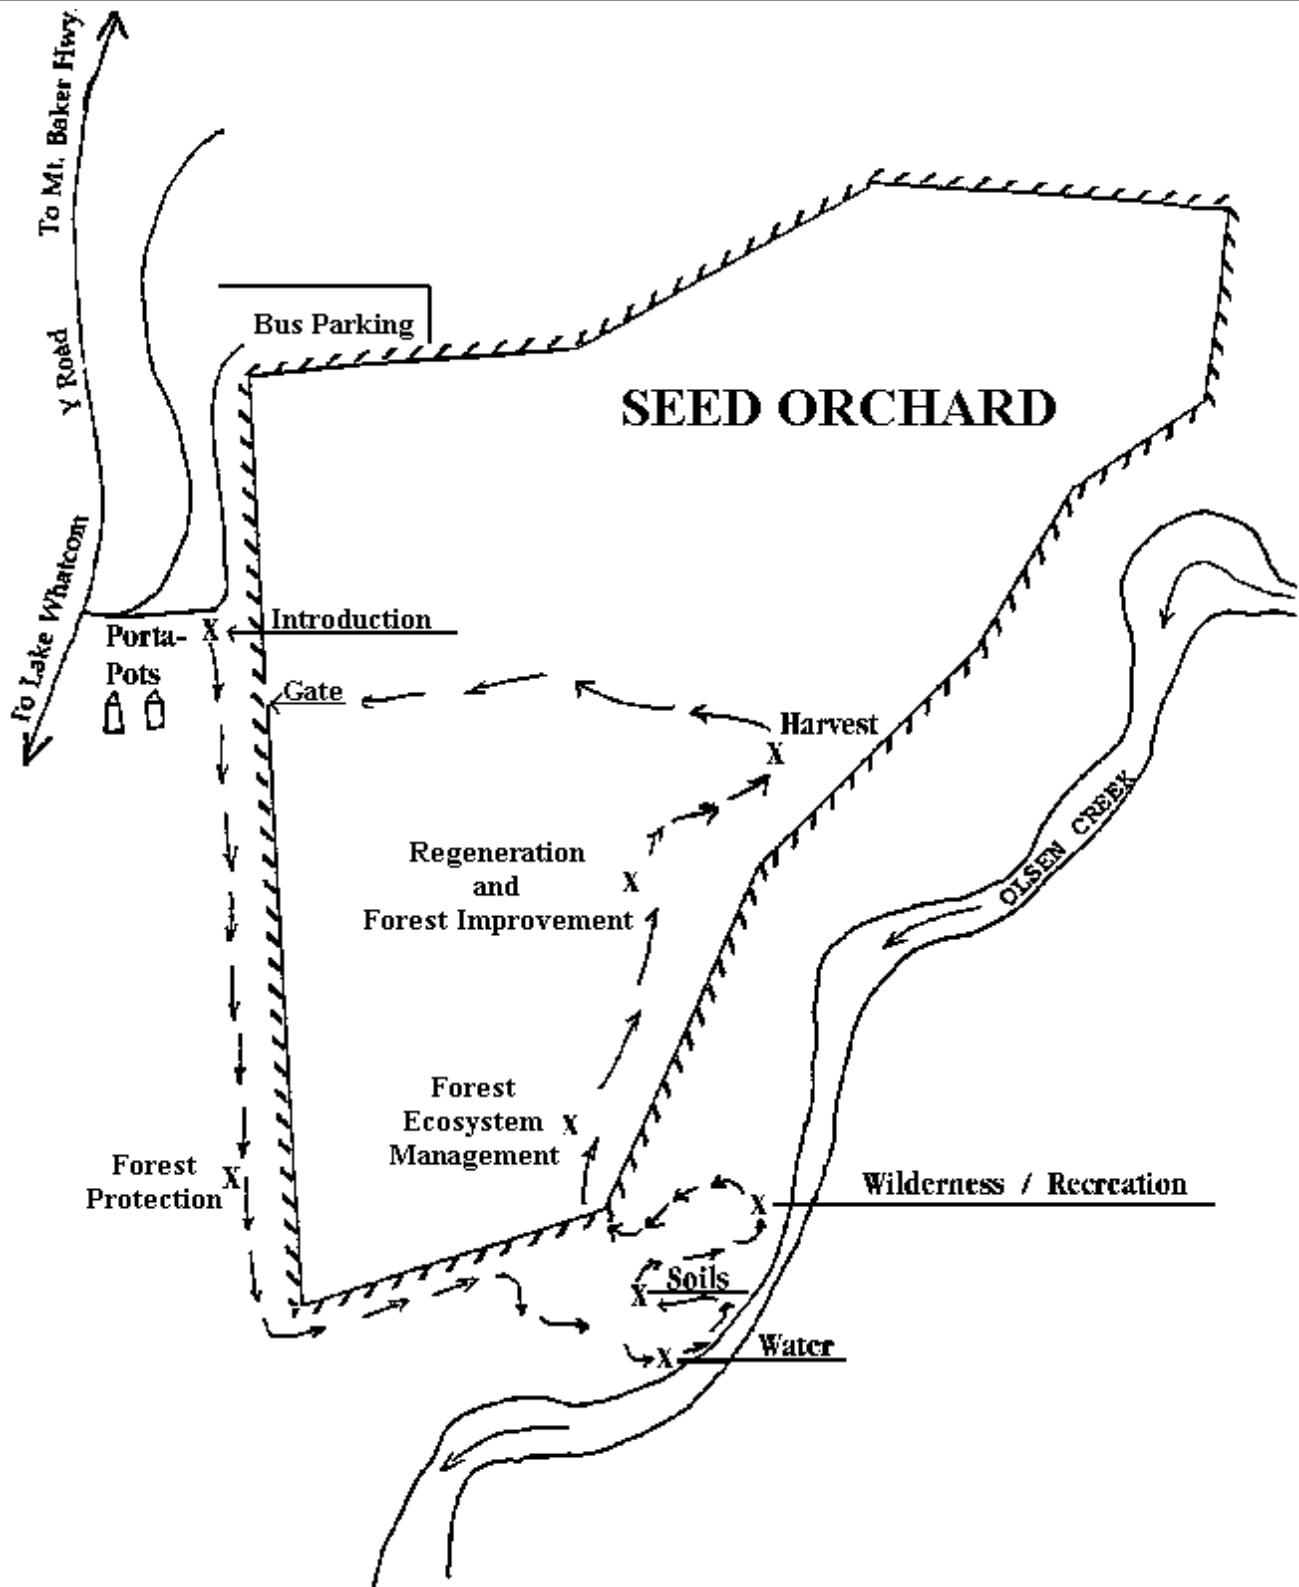 To Mt. Baker Hwy.
Y Road
To Lake Whatcom
Bus Parking
SEED ORCHARD
Introduction
Porta-
Pots
Gate
Harvest
OLSEN CREEK
Regeneration
and
Forest Improvement
Forest
Ecosystem
Management
Forest
Protection
Wilderness / Recreation
Soils
Water
X
X
X
X
X
X
X
X